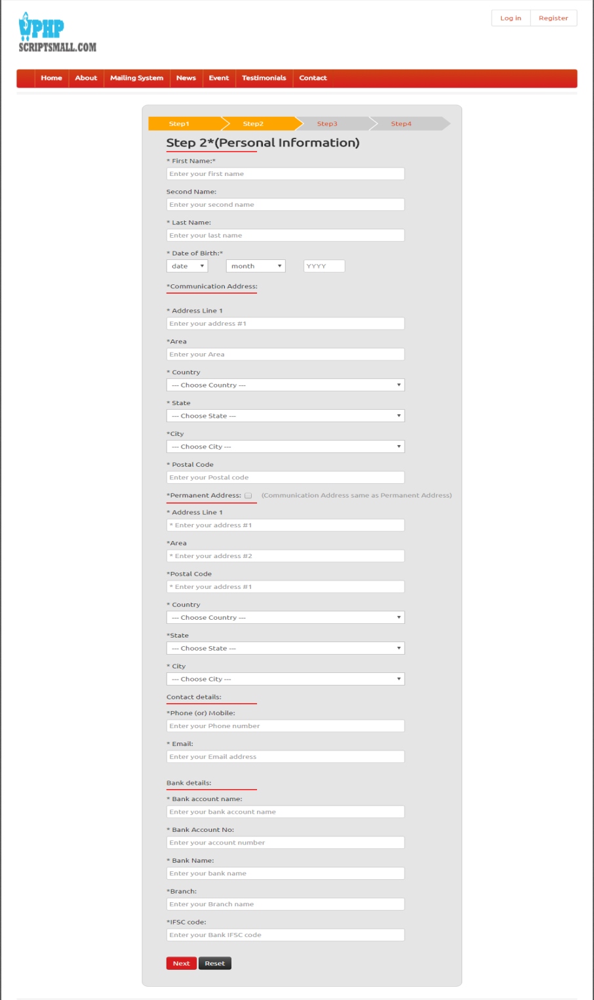 PHP
SCRIPTSMALL.COM
Log in Register
Home About Mailing System News Event Testimonials Contact
Step1 Step2 Step3 Step4
Step 2*(Personal Information)
* First Name:*
Enter your first name
Second Name:
Enter your second name
* Last Name:
Enter your last name
* Date of Birth:*
date month YYYY
*Communication Address:
* Address Line 1
Enter your address #1
*Area
Enter your Area
* Country
--- Choose Country ---
* State
--- Choose State ---
*City
--- Choose City ---
* Postal Code
Enter your Postal code
*Permanent Address: (Communication Address same as Permanent Address)
* Address Line 1
* Enter your address #1
*Area
* Enter your address #2
*Postal Code
* Enter your address #1
* Country
--- Choose Country ---
*State
--- Choose State ---
* City
--- Choose City ---
Contact details:
*Phone (or) Mobile:
Enter your Phone number
* Email:
Enter your Email address
Bank details:
* Bank account name:
Enter your bank account name
* Bank Account No:
Enter your account number
* Bank Name:
Enter your bank name
*Branch:
Enter your Branch name
*IFSC code:
Enter your Bank IFSC code
Next Reset